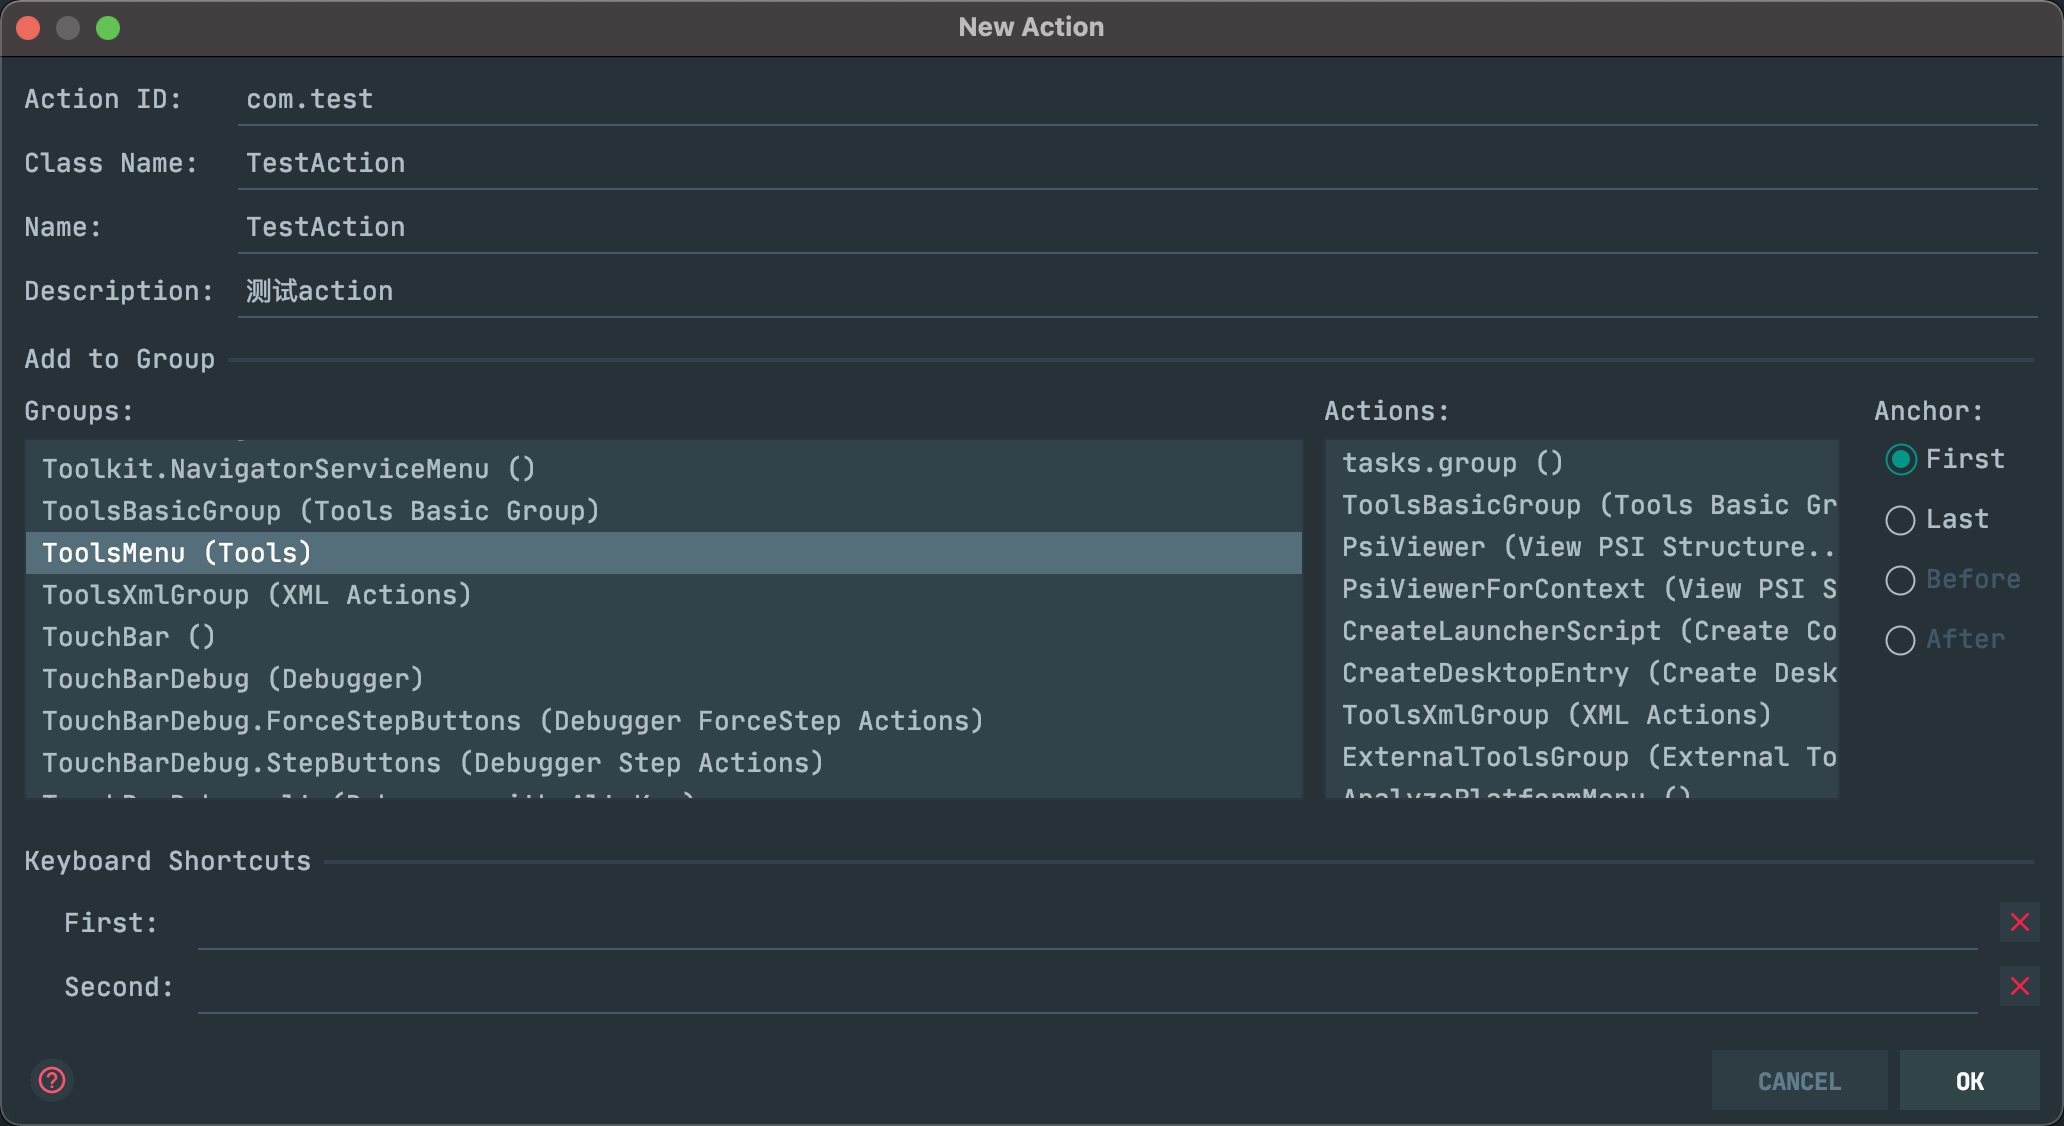 New Action
Action ID: com.test
Class Name: TestAction
Name: TestAction
Description: 测试action
Add to Group
Groups:
Toolkit.NavigatorServiceMenu ()
ToolsBasicGroup (Tools Basic Group)
ToolsMenu (Tools)
ToolsXmlGroup (XML Actions)
TouchBar ()
TouchBarDebug (Debugger)
TouchBarDebug.ForceStepButtons (Debugger ForceStep Actions)
TouchBarDebug.StepButtons (Debugger Step Actions)
Actions:
tasks.group ()
ToolsBasicGroup (Tools Basic Gr
PsiViewer (View PSI Structure..
PsiViewerForContext (View PSI S
CreateLauncherScript (Create Co
CreateDesktopEntry (Create Desk
ToolsXmlGroup (XML Actions)
ExternalToolsGroup (External To
AnalyzePlatformMenu ()
Anchor:
First
Last
Before
After
Keyboard Shortcuts
First:
Second:
CANCEL
OK